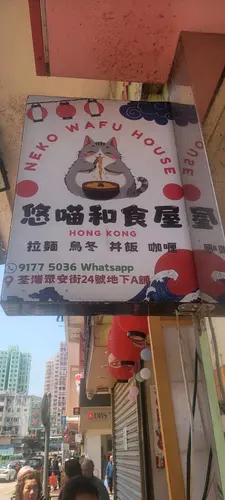 NEKO WAFU HOUSE
悠喵和食屋
HONG KONG
拉麵 烏冬 丼飯 咖喱
9177 5036 Whatsapp
荃灣眾安街24號地下A舖